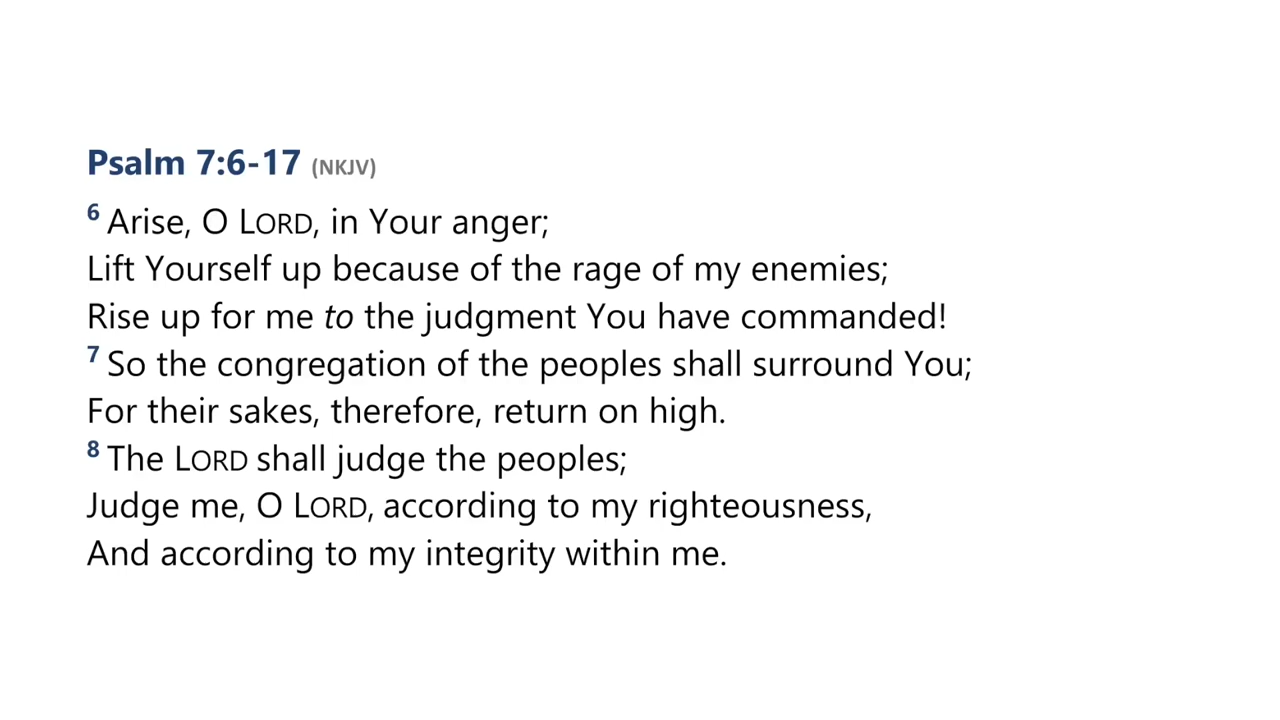 Psalm 7:6-17 (NKJV)
6 Arise, O LORD, in Your anger;
Lift Yourself up because of the rage of my enemies;
Rise up for me to the judgment You have commanded!
7 So the congregation of the peoples shall surround You;
For their sakes, therefore, return on high.
8 The LORD shall judge the peoples;
Judge me, O LORD, according to my righteousness,
And according to my integrity within me.